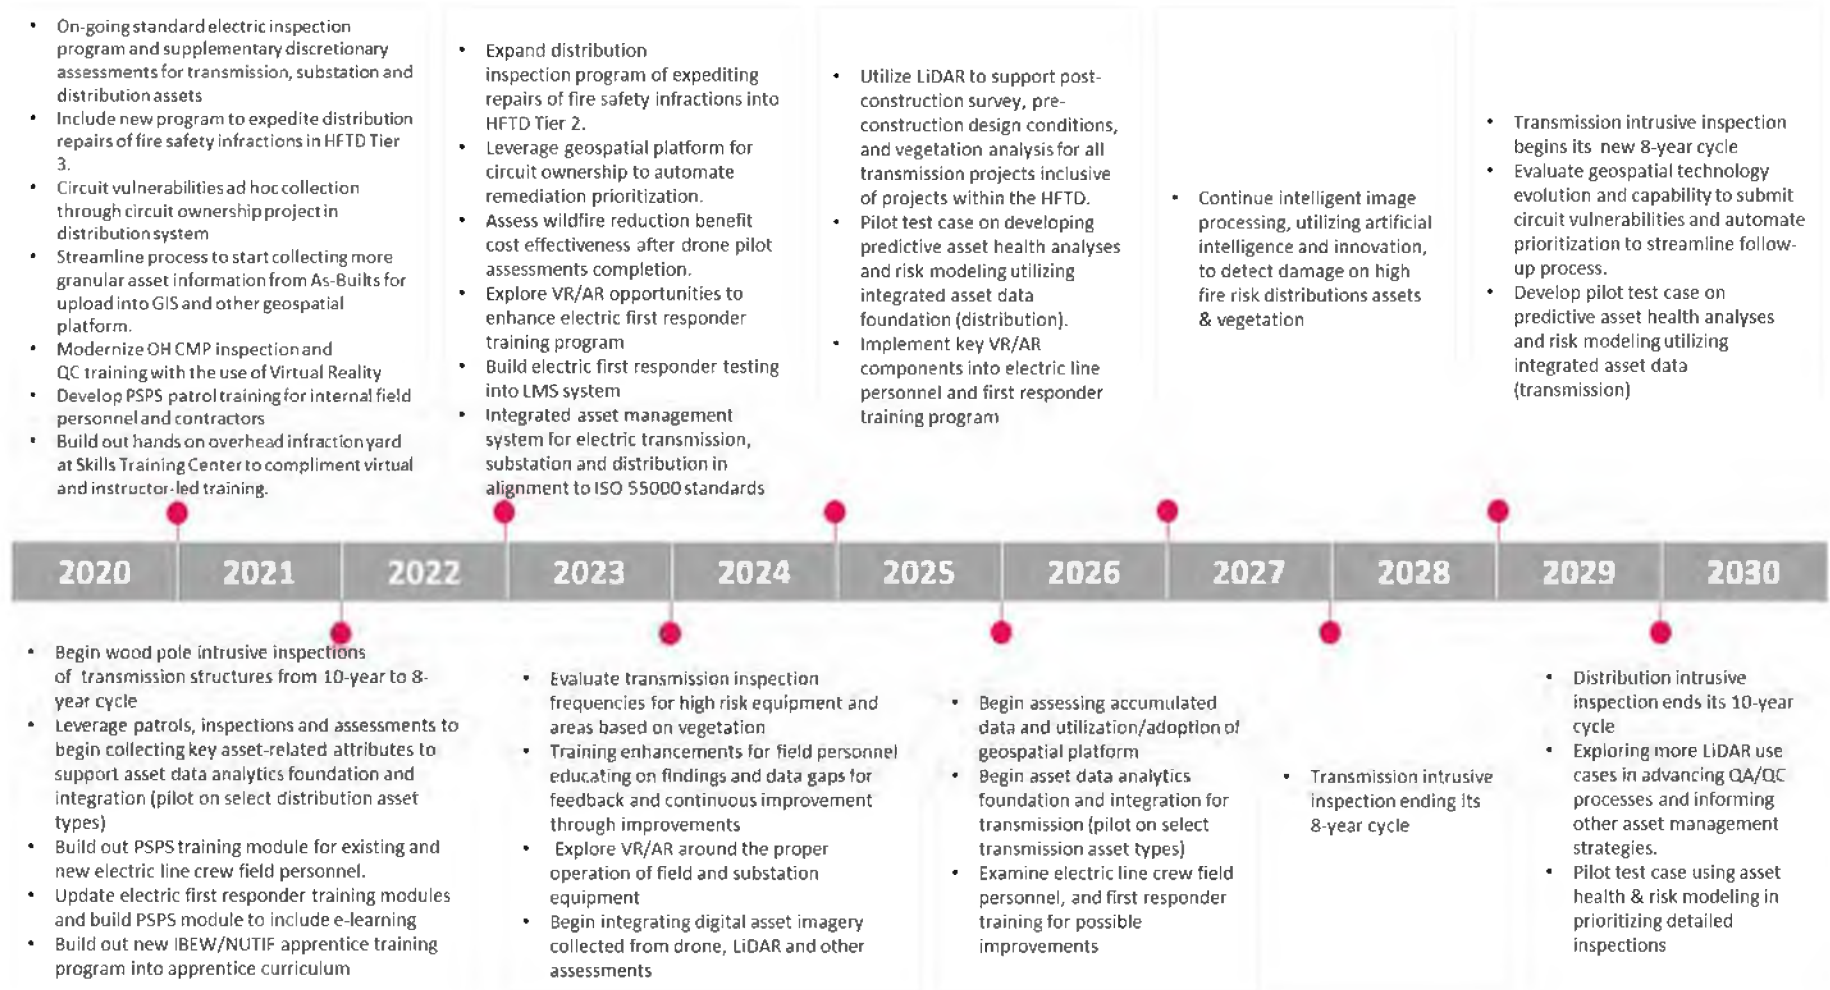 • On-going standard electric inspection
program and supplementary discretionary
assessments for transmission, substation and
distribution assets
• Include new program to expedite distribution
repairs of fire safety infractions in HFTD Tier
3.
• Circuit vulnerabilities ad hoc collection
through circuit ownership project in
distribution system
• Streamline process to start collecting more
granular asset information from As-Builts for
upload into GIS and other geospatial
platform.
• Modernize OH CMP inspection and
QC training with the use of Virtual Reality
• Develop PSPS patrol training for internal field
personnel and contractors
• Build out hands on overhead infraction yard
at Skills Training Center to compliment virtual
and instructor-led training.
• Expand distribution
inspection program of expediting
repairs of fire safety infractions into
HFTD Tier 2.
• Leverage geospatial platform for
circuit ownership to automate
remediation prioritization.
• Assess wildfire reduction benefit
cost effectiveness after drone pilot
assessments completion.
• Explore VR/AR opportunities to
enhance electric first responder
training program
• Build electric first responder testing
into LMS system
• Integrated asset management
system for electric transmission,
substation and distribution in
alignment to ISO 55000 standards
• Utilize LiDAR to support post-
construction survey, pre-
construction design conditions,
and vegetation analysis for all
transmission projects inclusive
of projects within the HFTD.
• Pilot test case on developing
predictive asset health analyses
and risk modeling utilizing
integrated asset data
foundation (distribution).
• Implement key VR/AR
components into electric line
personnel and first responder
training program
• Continue intelligent image
processing, utilizing artificial
intelligence and innovation,
to detect damage on high
fire risk distributions assets
& vegetation
• Transmission intrusive inspection
begins its new 8-year cycle
• Evaluate geospatial technology
evolution and capability to submit
circuit vulnerabilities and automate
prioritization to streamline follow-
up process.
• Develop pilot test case on
predictive asset health analyses
and risk modeling utilizing
integrated asset data
(transmission)
2020 2021 2022 2023 2024 2025 2026 2027 2028 2029 2030
• Begin wood pole intrusive inspections
of transmission structures from 10-year to 8-
year cycle
• Leverage patrols, inspections and assessments to
begin collecting key asset-related attributes to
support asset data analytics foundation and
integration (pilot on select distribution asset
types)
• Build out PSPS training module for existing and
new electric line crew field personnel.
• Update electric first responder training modules
and build PSPS module to include e-learning
• Build out new IBEW/NUTIF apprentice training
program into apprentice curriculum
• Evaluate transmission inspection
frequencies for high risk equipment and
areas based on vegetation
• Training enhancements for field personnel
educating on findings and data gaps for
feedback and continuous improvement
through improvements
• Explore VR/AR around the proper
operation of field and substation
equipment
• Begin integrating digital asset imagery
collected from drone, LiDAR and other
assessments
• Begin assessing accumulated
data and utilization/adoption of
geospatial platform
• Begin asset data analytics
foundation and integration for
transmission (pilot on select
transmission asset types)
• Examine electric line crew field
personnel, and first responder
training for possible
improvements
• Transmission intrusive
inspection ending its
8-year cycle
• Distribution intrusive
inspection ends its 10-year
cycle
• Exploring more LiDAR use
cases in advancing QA/QC
processes and informing
other asset management
strategies.
• Pilot test case using asset
health & risk modeling in
prioritizing detailed
inspections